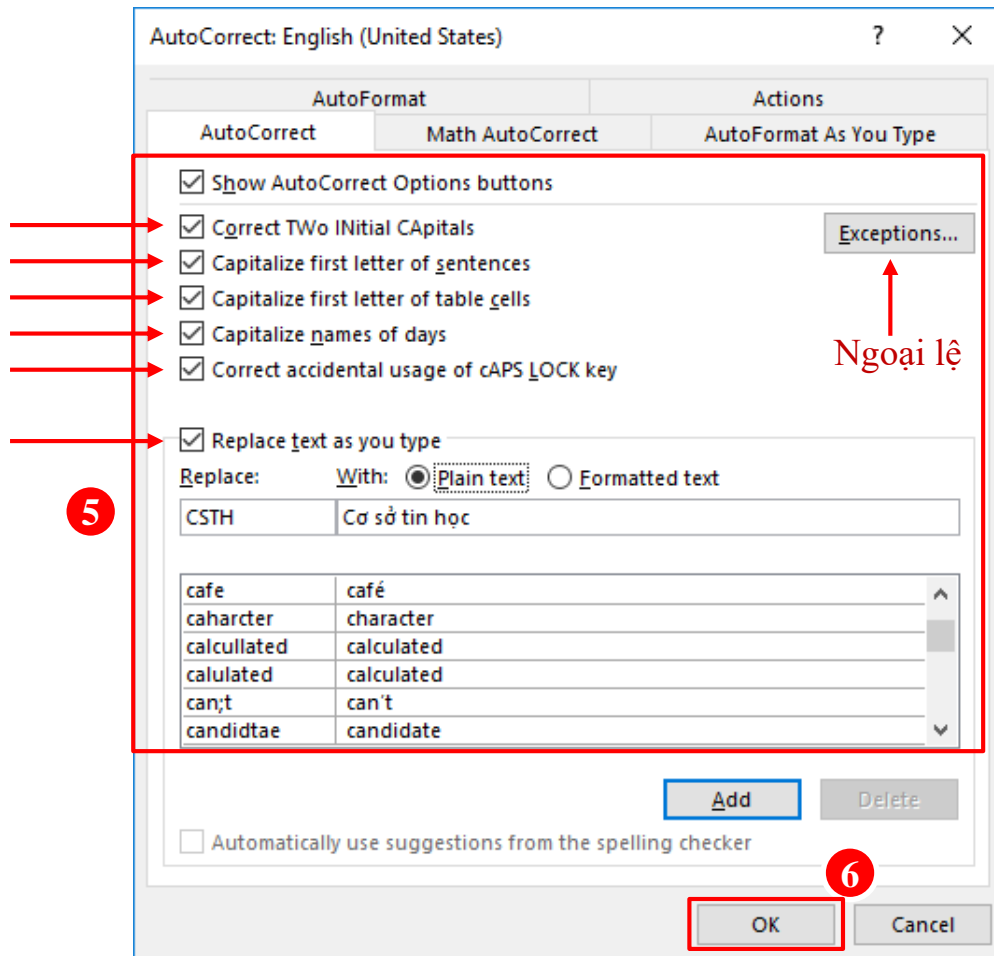 AutoCorrect: English (United States) ? ×
AutoFormat Actions
AutoCorrect Math AutoCorrect AutoFormat As You Type
Show AutoCorrect Options buttons
Correct TWo INitial CApitals Exceptions...
Capitalize first letter of sentences
Capitalize first letter of table cells
Capitalize names of days
Ngoại lệ
Correct accidental usage of cAPS LOCK key
Replace text as you type
Replace: With: Plain text Formatted text
5
CSTH Cơ sở tin học
cafe café
caharcter character
calcullated calculated
calulated calculated
can;t can't
candidtae candidate
Add Delete
Automatically use suggestions from the spelling checker
6
OK Cancel